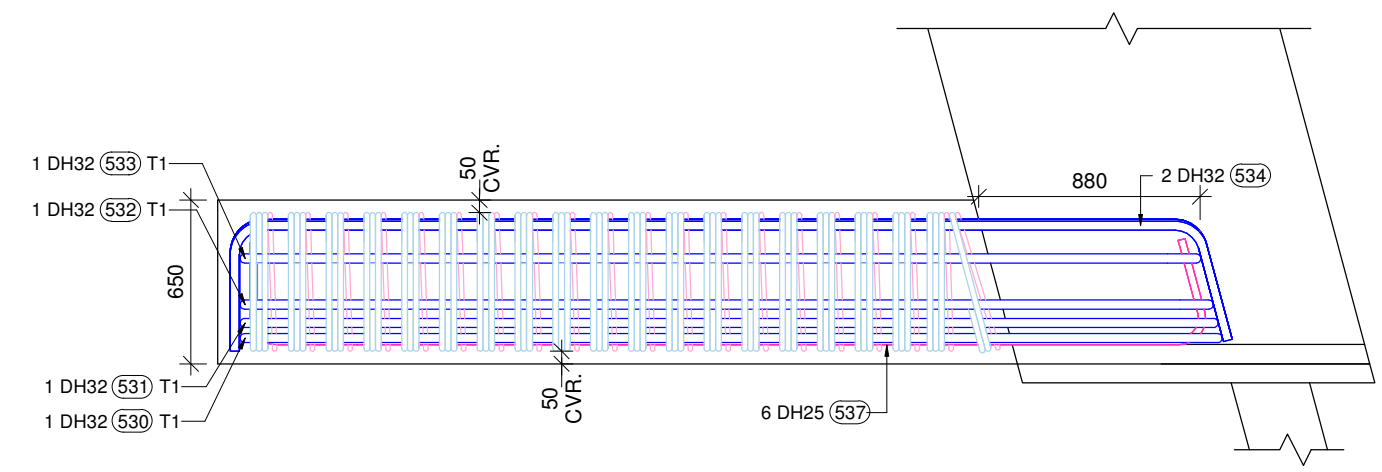 1 DH32 533 T1
1 DH32 532 T1
50
CVR.
880
2 DH32 534
650
1 DH32 531 T1
1 DH32 530 T1
50
CVR.
6 DH25 537